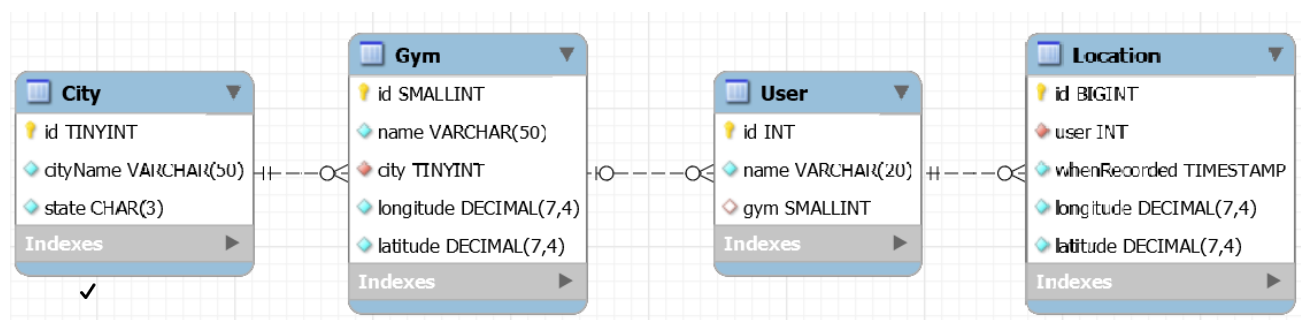 City
id TINYINT
cityName VARCHAR(50)
state CHAR(3)
Indexes
Gym
id SMALLINT
name VARCHAR(50)
city TINYINT
longitude DECIMAL(7,4)
latitude DECIMAL(7,4)
Indexes
User
id INT
name VARCHAR(20)
gym SMALLINT
Indexes
Location
id BIGINT
user INT
whenRecorded TIMESTAMP
longitude DECIMAL(7,4)
latitude DECIMAL(7,4)
Indexes